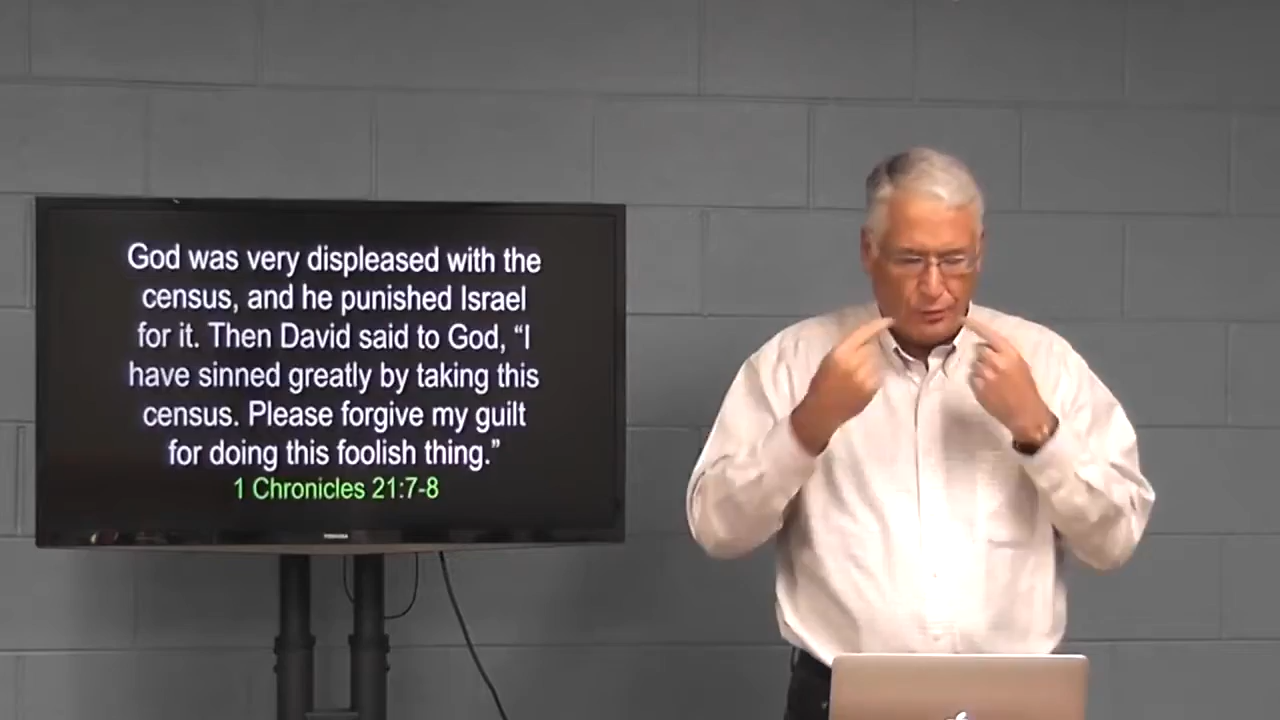 God was very displeased with the
census, and he punished Israel
for it. Then David said to God, “I
have sinned greatly by taking this
census. Please forgive my guilt
for doing this foolish thing.”
1 Chronicles 21:7-8
TOSHIBA